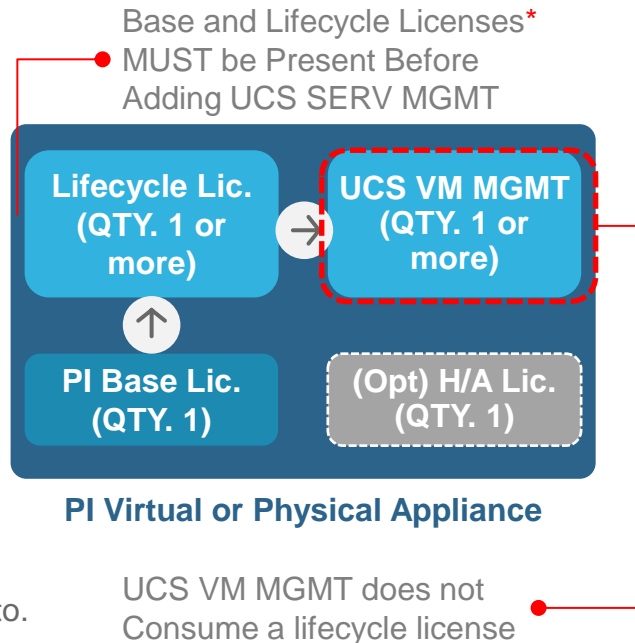 Base and Lifecycle Licenses*
MUST be Present Before
Adding UCS SERV MGMT
Lifecycle Lic.
(QTY. 1 or
more)
UCS VM MGMT
(QTY. 1 or
more)
PI Base Lic.
(QTY. 1)
(Opt) H/A Lic.
(QTY. 1)
PI Virtual or Physical Appliance
to.
UCS VM MGMT does not
Consume a lifecycle license